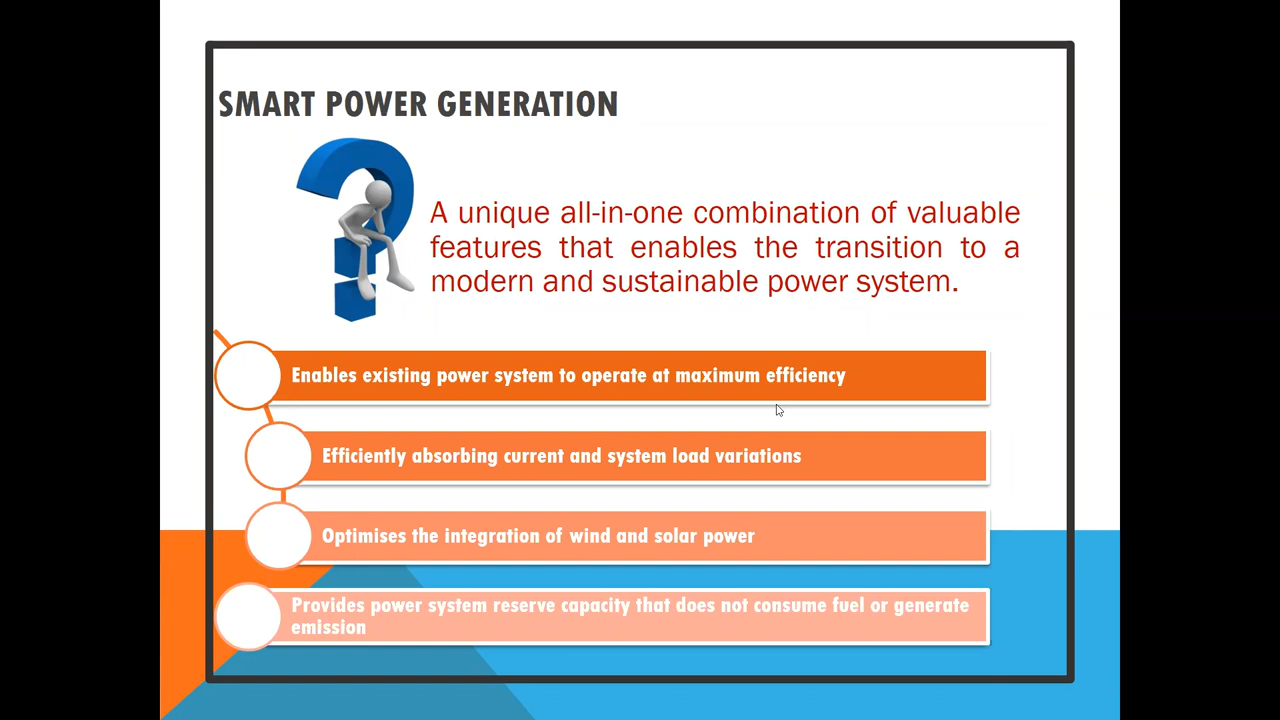 SMART POWER GENERATION
A unique all-in-one combination of valuable
features that enables the transition to a
modern and sustainable power system.
Enables existing power system to operate at maximum efficiency
Efficiently absorbing current and system load variations
Optimises the integration of wind and solar power
Provides power system reserve capacity that does not consume fuel or generate
emission